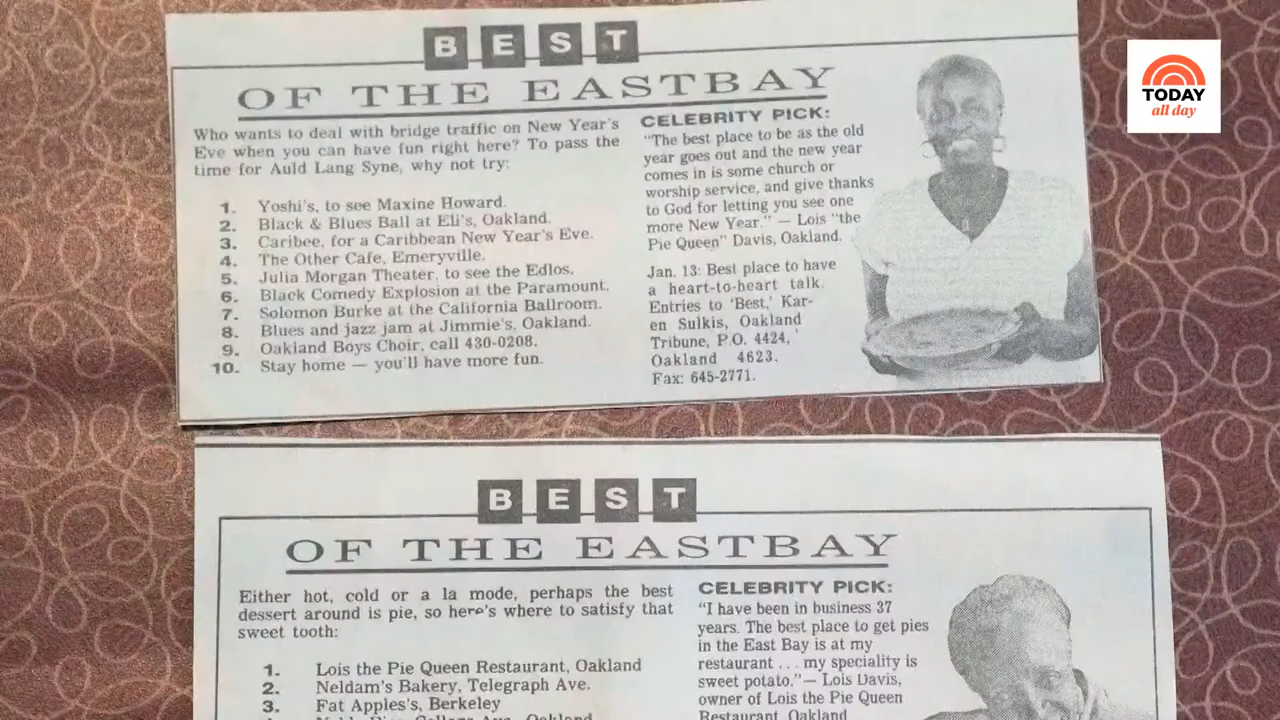 BEST
OF THE EASTBAY
Who wants to deal with bridge traffic on New Year's
Eve when you can have fun right here? To pass the
time for Auld Lang Syne, why not try:
1. Yoshi's, to see Maxine Howard.
2. Black & Blues Ball at Eli's, Oakland.
3. Caribee, for a Caribbean New Year's Eve.
4. The Other Cafe, Emeryville.
5. Julia Morgan Theater, to see the Edlos.
6. Black Comedy Explosion at the Paramount.
7. Solomon Burke at the California Ballroom.
8. Blues and jazz jam at Jimmie's, Oakland.
9. Oakland Boys Choir, call 430-0208.
10. Stay home — you'll have more fun.
CELEBRITY PICK:
"The best place to be as the old
year goes out and the new year
comes in is some church or
worship service, and give thanks
to God for letting you see one
more New Year." — Lois "the
Pie Queen" Davis, Oakland.
Jan. 13: Best place to have
a heart-to-heart talk.
Entries to 'Best,' Kar-
en Sulkis, Oakland
Tribune, P.O. 4424,
Oakland 4623.
Fax: 645-2771.
TODAY
all day
BEST
OF THE EASTBAY
Either hot, cold or a la mode, perhaps the best
dessert around is pie, so here's where to satisfy that
sweet tooth:
1. Lois the Pie Queen Restaurant, Oakland
2. Neldam's Bakery, Telegraph Ave.
3. Fat Apples's, Berkeley
CELEBRITY PICK:
"I have been in business 37
years. The best place to get pies
in the East Bay is at my
restaurant . . . my speciality is
sweet potato."— Lois Davis,
owner of Lois the Pie Queen
Restaurant, Oakland